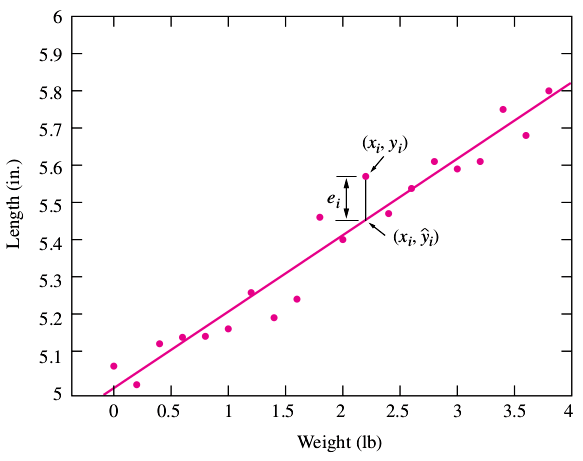 6
5.9
5.8
5.7
5.6
5.5
5.4
5.3
5.2
5.1
5
Length (in.)
(xᵢ, yᵢ)
eᵢ
(xᵢ, ŷᵢ)
0 0.5 1 1.5 2 2.5 3 3.5 4
Weight (lb)